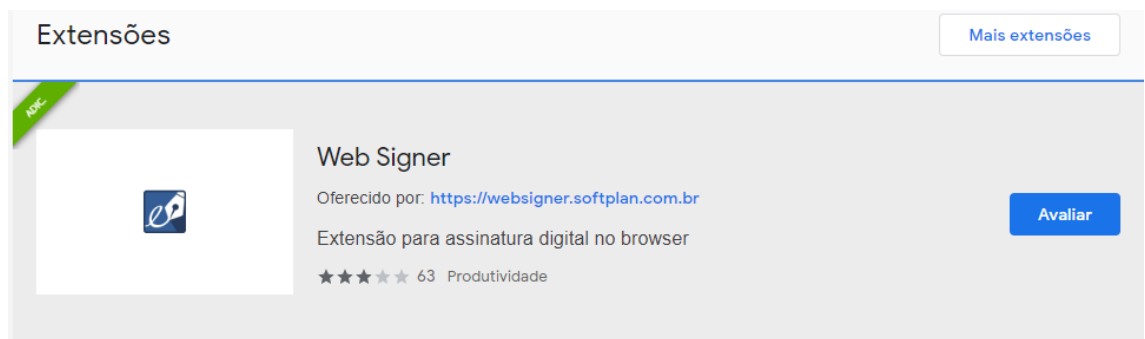 Extensões
Mais extensões
ADIC.
Web Signer
Oferecido por: https://websigner.softplan.com.br
Avaliar
Extensão para assinatura digital no browser
63 Produtividade